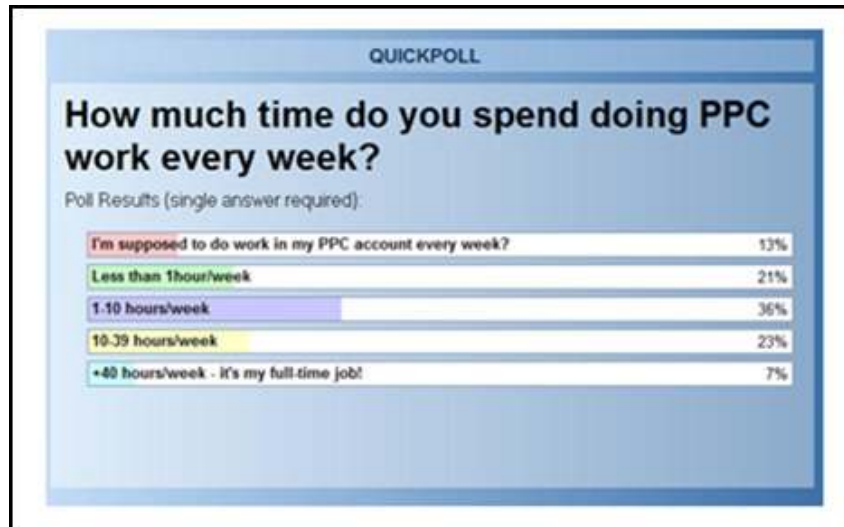 QUICKPOLL
How much time do you spend doing PPC
work every week?
Poll Results (single answer required):
I'm supposed to do work in my PPC account every week? 13%
Less than 1hour/week 21%
1-10 hours/week 36%
10-39 hours/week 23%
+40 hours/week - it's my full-time job! 7%